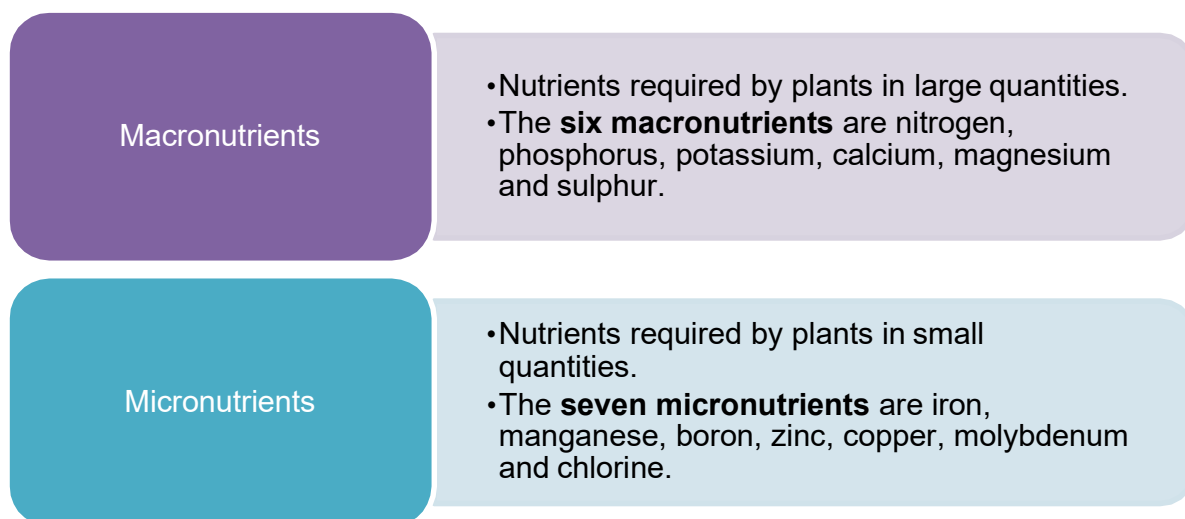 Macronutrients
•Nutrients required by plants in large quantities.
•The six macronutrients are nitrogen,
phosphorus, potassium, calcium, magnesium
and sulphur.
Micronutrients
•Nutrients required by plants in small
quantities.
•The seven micronutrients are iron,
manganese, boron, zinc, copper, molybdenum
and chlorine.